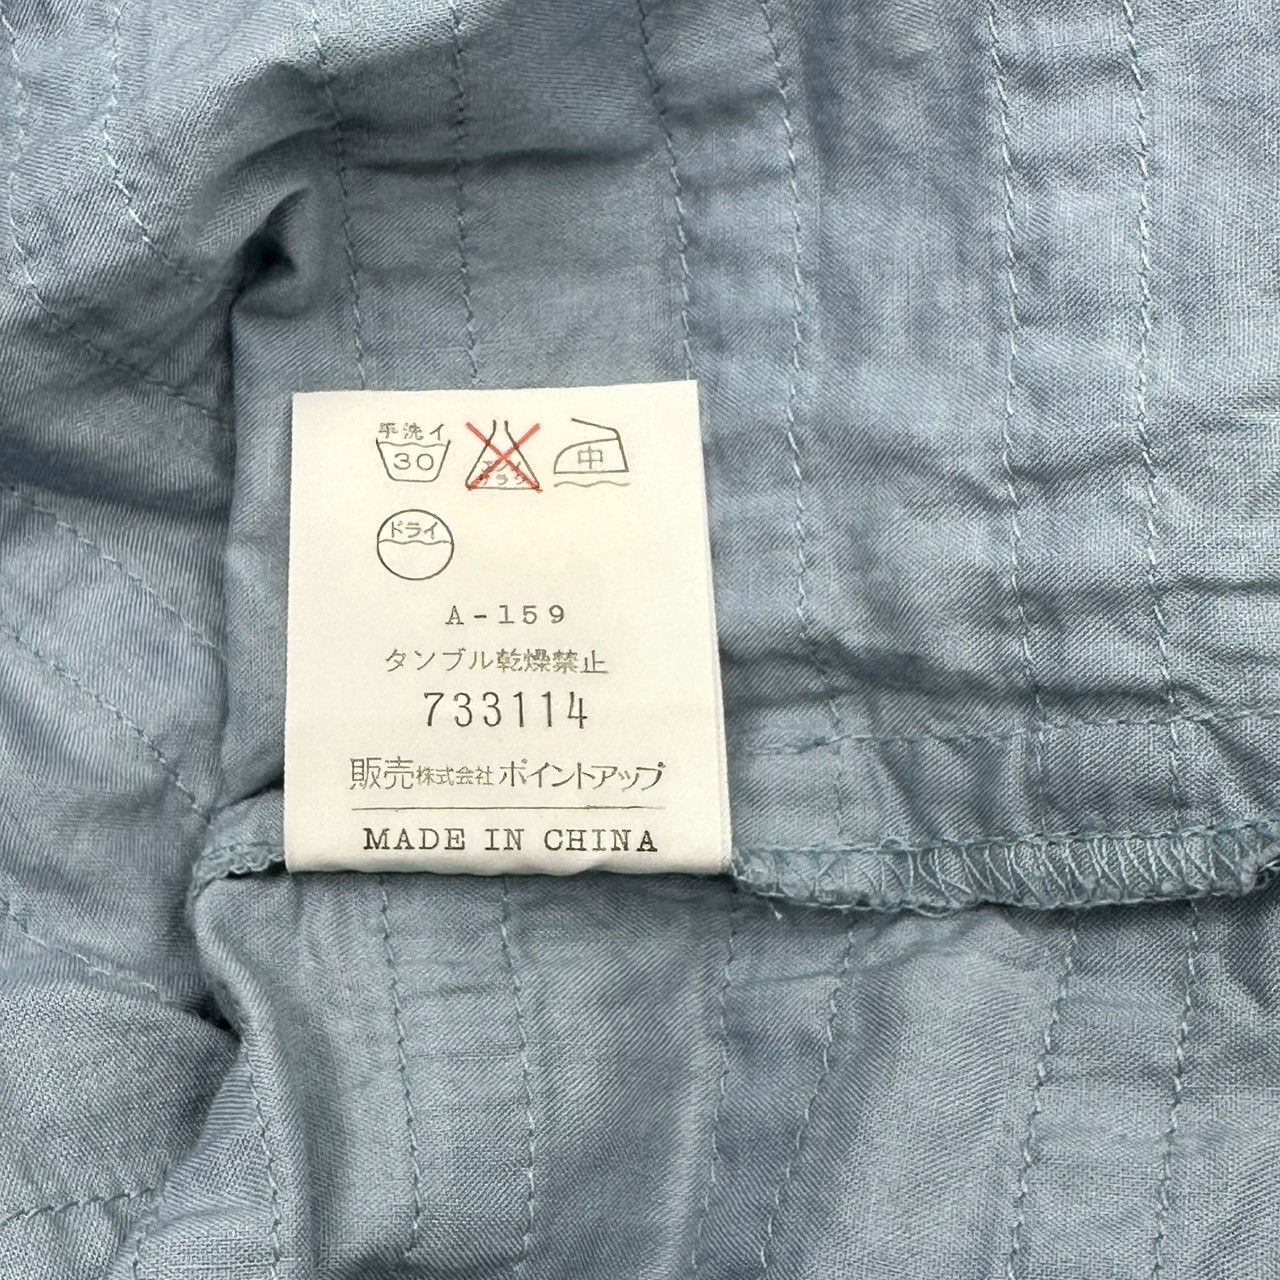 手洗イ
30
エンソ
サラシ
中
ドライ
A-159
タンブル乾燥禁止
733114
販売株式会社ポイントアップ
MADE IN CHINA